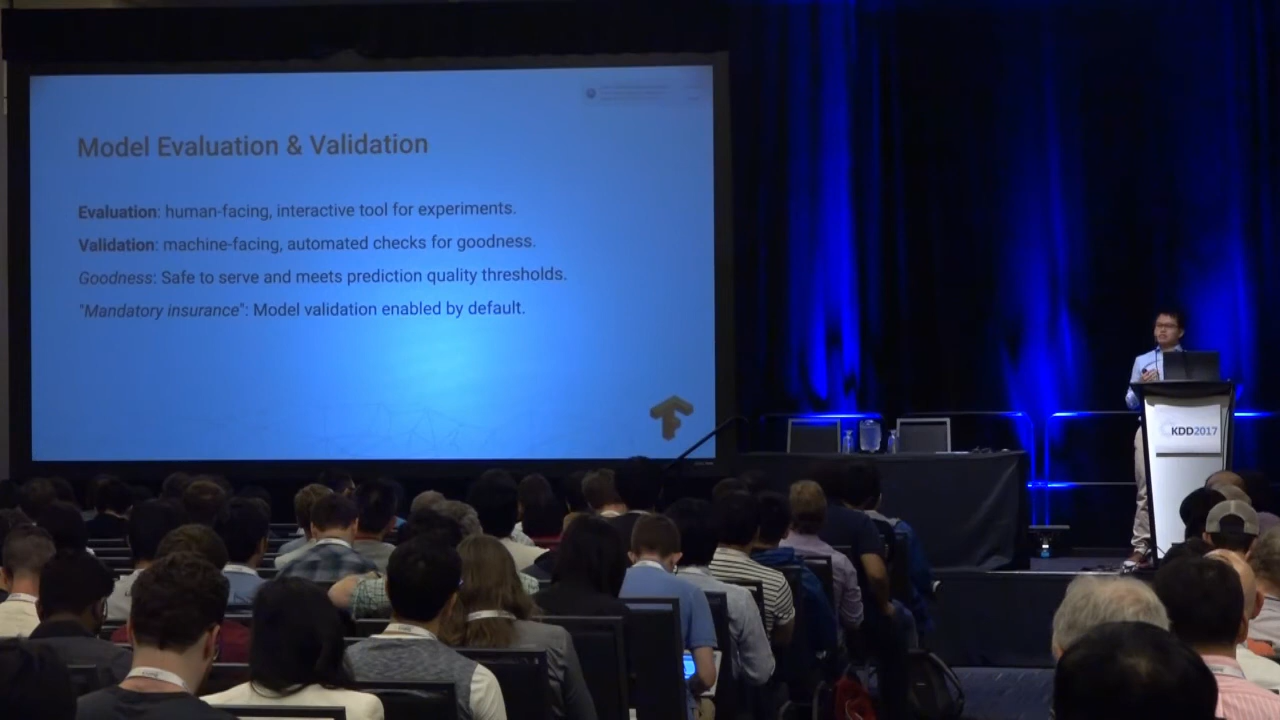 Model Evaluation & Validation
Evaluation: human-facing, interactive tool for experiments.
Validation: machine-facing, automated checks for goodness.
Goodness: Safe to serve and meets prediction quality thresholds.
"Mandatory insurance": Model validation enabled by default.
KDD2017